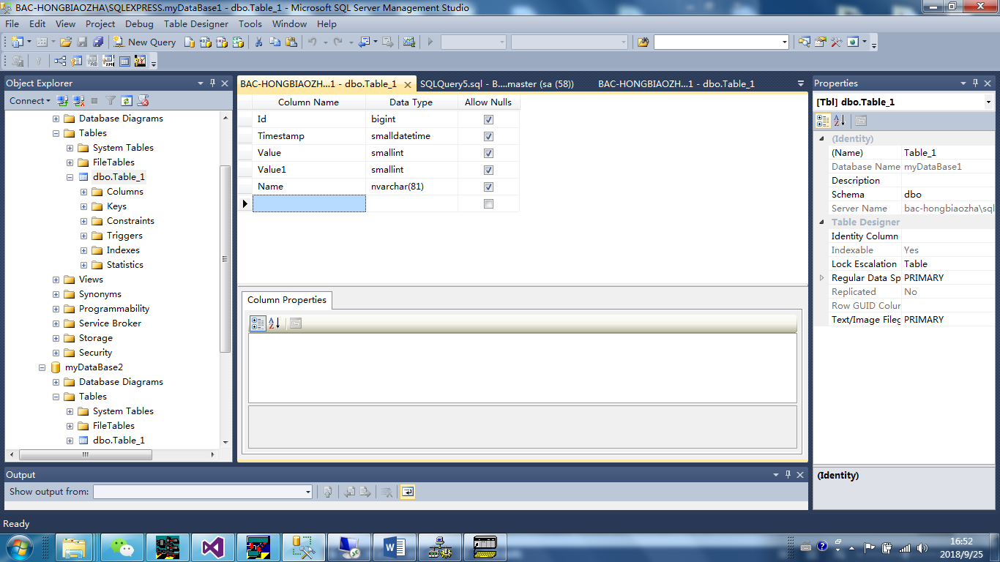 BAC-HONGBIAOZHA\SQLEXPRESS.myDataBase1 - dbo.Table_1 - Microsoft SQL Server Management Studio
File Edit View Project Debug Table Designer Tools Window Help
New Query
Object Explorer
Connect
Database Diagrams
Tables
System Tables
FileTables
dbo.Table_1
Columns
Keys
Constraints
Triggers
Indexes
Statistics
Views
Synonyms
Programmability
Service Broker
Storage
Security
myDataBase2
Database Diagrams
Tables
System Tables
FileTables
dbo.Table_1
BAC-HONGBIAOZH...1 - dbo.Table_1
SQLQuery5.sql - B....master (sa (58))
BAC-HONGBIAOZH...1 - dbo.Table_1
Column Name Data Type Allow Nulls
Id bigint
Timestamp smalldatetime
Value smallint
Value1 smallint
Name nvarchar(81)
Column Properties
Properties
[Tbl] dbo.Table_1
(Identity)
(Name) Table_1
Database Name myDataBase1
Description
Schema dbo
Server Name bac-hongbiaozha\sql
Table Designer
Identity Column
Indexable Yes
Lock Escalation Table
Regular Data Sp PRIMARY
Replicated No
Row GUID Colur
Text/Image Fileg PRIMARY
(Identity)
Output
Show output from:
Ready
16:52
2018/9/25